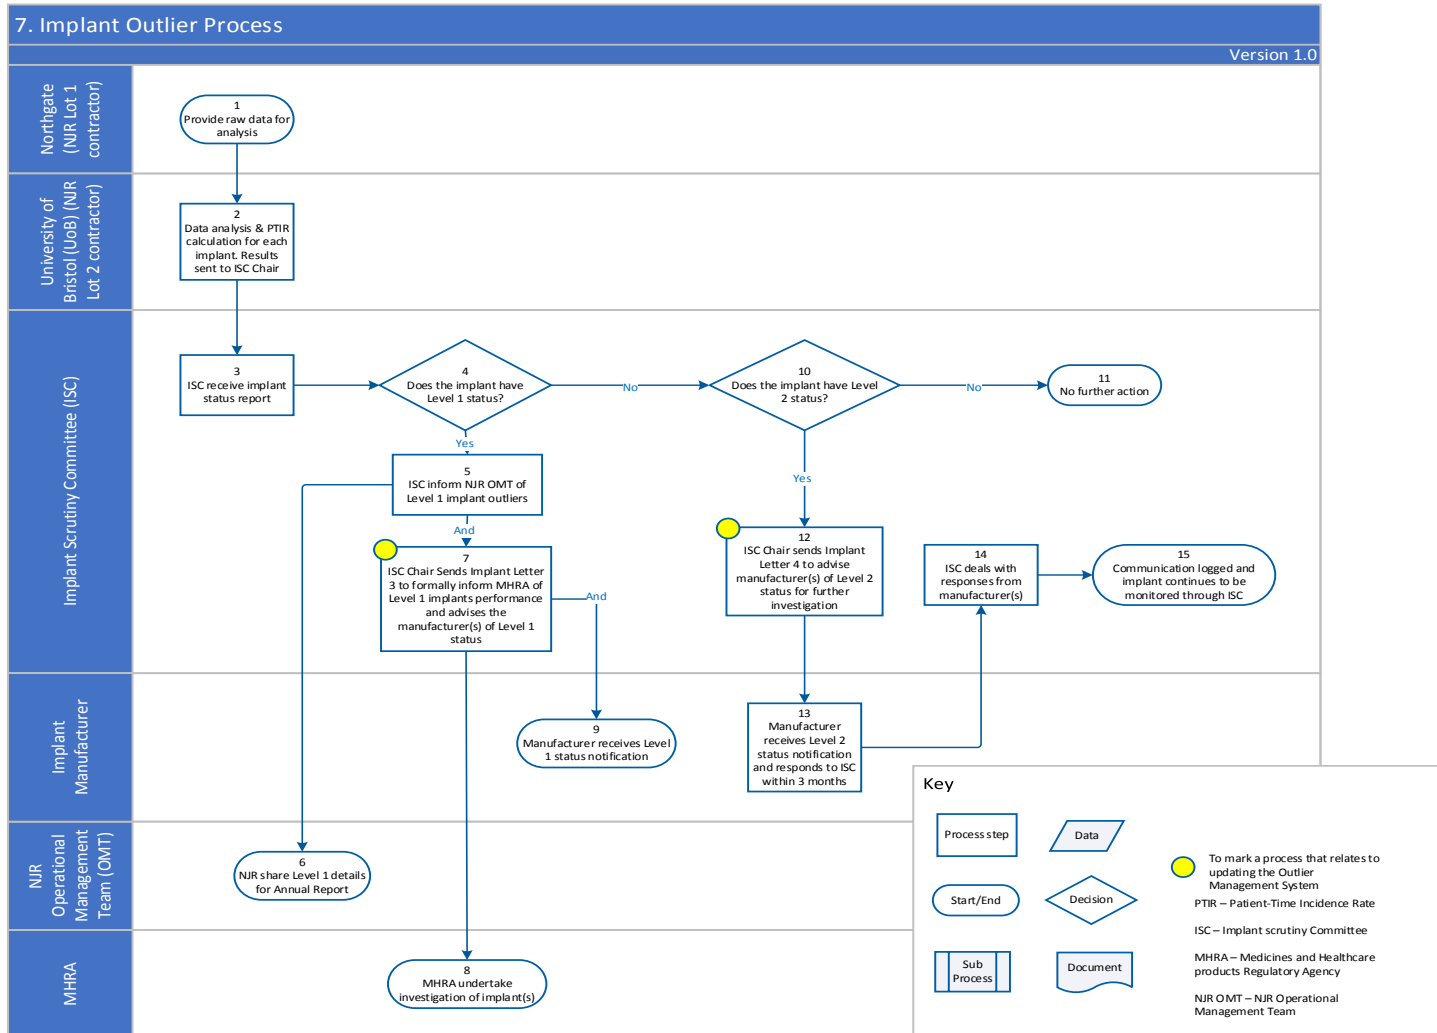 7. Implant Outlier Process
Version 1.0
Northgate
(NJR Lot 1
contractor)
1
Provide raw data for
analysis
University of
Bristol (UoB) (NJR
Lot 2 contractor)
2
Data analysis & PTIR
calculation for each
implant. Results
sent to ISC Chair
Implant Scrutiny Committee (ISC)
3
ISC receive implant
status report
4
Does the implant have
Level 1 status?
No
10
Does the implant have Level
2 status?
No
11
No further action
Yes
5
ISC inform NJR OMT of
Level 1 implant outliers
And
7
ISC Chair Sends Implant Letter
3 to formally inform MHRA of
Level 1 implants performance
and advises the
manufacturer(s) of Level 1
status
And
Yes
12
ISC Chair sends Implant
Letter 4 to advise
manufacturer(s) of Level 2
status for further
investigation
14
ISC deals with
responses from
manufacturer(s)
15
Communication logged and
implant continues to be
monitored through ISC
Implant
Manufacturer
9
Manufacturer receives Level
1 status notification
13
Manufacturer
receives Level 2
status notification
and responds to ISC
within 3 months
NJR
Operational
Management
Team (OMT)
6
NJR share Level 1 details
for Annual Report
MHRA
8
MHRA undertake
investigation of implant(s)
Key
Process step
Data
Start/End
Decision
Sub
Process
Document
To mark a process that relates to
updating the Outlier
Management System
PTIR – Patient-Time Incidence Rate
ISC – Implant scrutiny Committee
MHRA – Medicines and Healthcare
products Regulatory Agency
NJR OMT – NJR Operational
Management Team